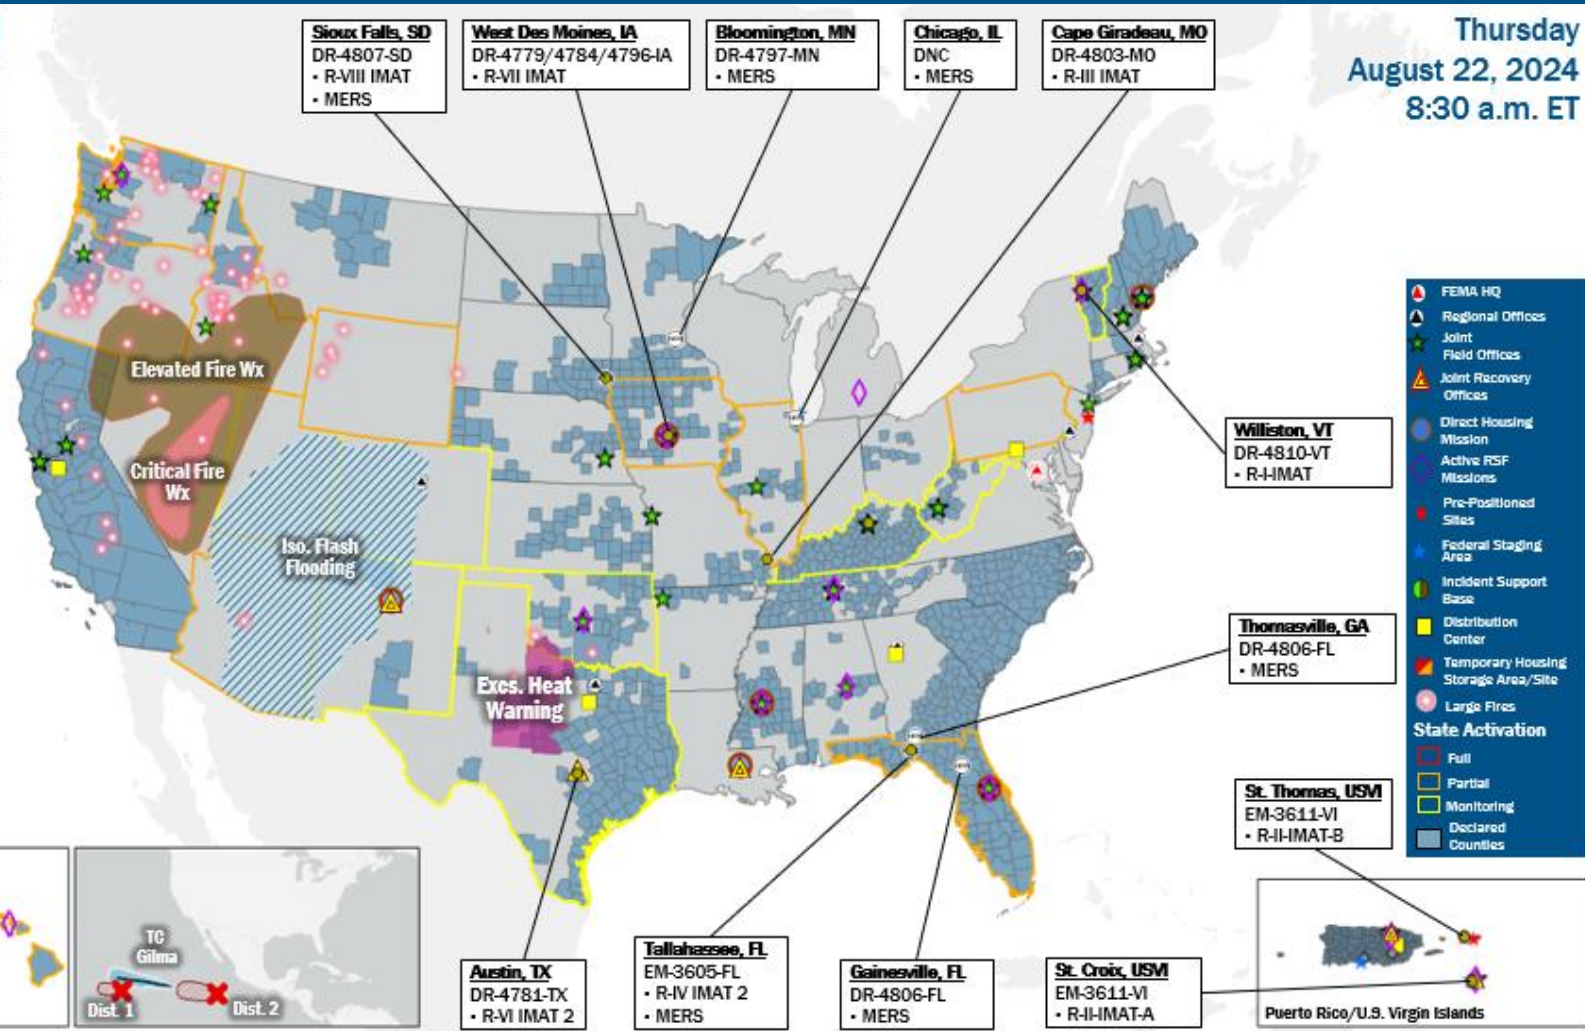 Thursday
August 22, 2024
8:30 a.m. ET
Sioux Falls, SD
DR-4807-SD
• R-VIII IMAT
• MERS
West Des Moines, IA
DR-4779/4784/4796-IA
• R-VII IMAT
Bloomington, MN
DR-4797-MN
• MERS
Chicago, IL
DNC
• MERS
Cape Giradeau, MO
DR-4803-MO
• R-III IMAT
Elevated Fire Wx
Critical Fire
Wx
Iso. Flash
Flooding
Excs. Heat
Warning
Williston, VT
DR-4810-VT
• R-I-IMAT
Thomasville, GA
DR-4806-FL
• MERS
St. Thomas, USVI
EM-3611-VI
• R-II-IMAT-B
FEMA HQ
Regional Offices
Joint
Field Offices
Joint Recovery
Offices
Direct Housing
Mission
Active RSF
Missions
Pre-Positioned
Sites
Federal Staging
Area
Incident Support
Base
Distribution
Center
Temporary Housing
Storage Area/Site
Large Fires
State Activation
Full
Partial
Monitoring
Declared
Counties
TC
Gilma
Dist. 1
Dist. 2
Austin, TX
DR-4781-TX
• R-VI IMAT 2
Tallahassee, FL
EM-3605-FL
• R-IV IMAT 2
• MERS
Gainesville, FL
DR-4806-FL
• MERS
St. Croix, USVI
EM-3611-VI
• R-II-IMAT-A
Puerto Rico/U.S. Virgin Islands